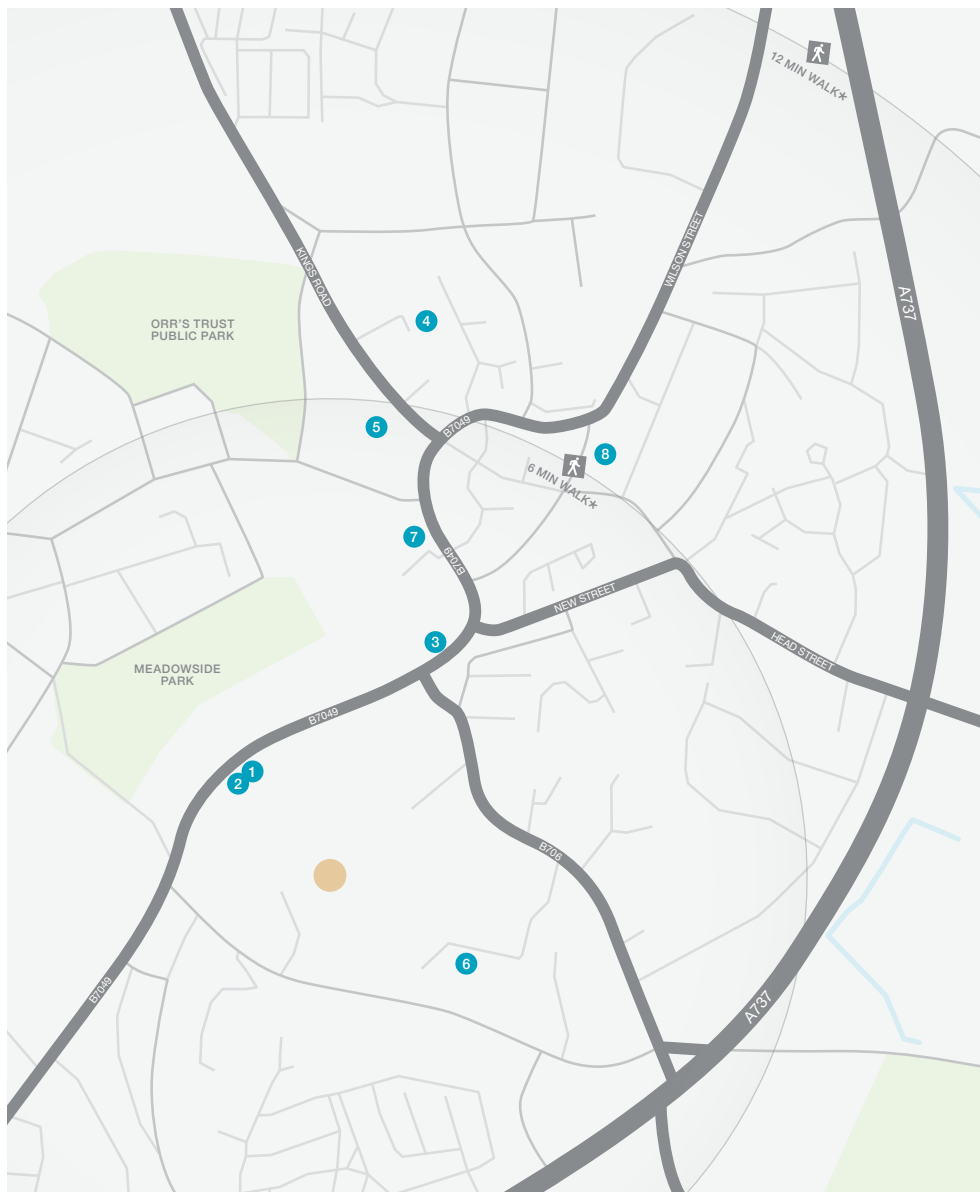 12 MIN WALK*
WILSON STREET
KINGS ROAD
A737
ORR'S TRUST
PUBLIC PARK
4
5
B7049
8
6 MIN WALK*
7
B7049
NEW STREET
3
HEAD STREET
MEADOWSIDE
PARK
B7049
1
2
B706
6
B7049
A737